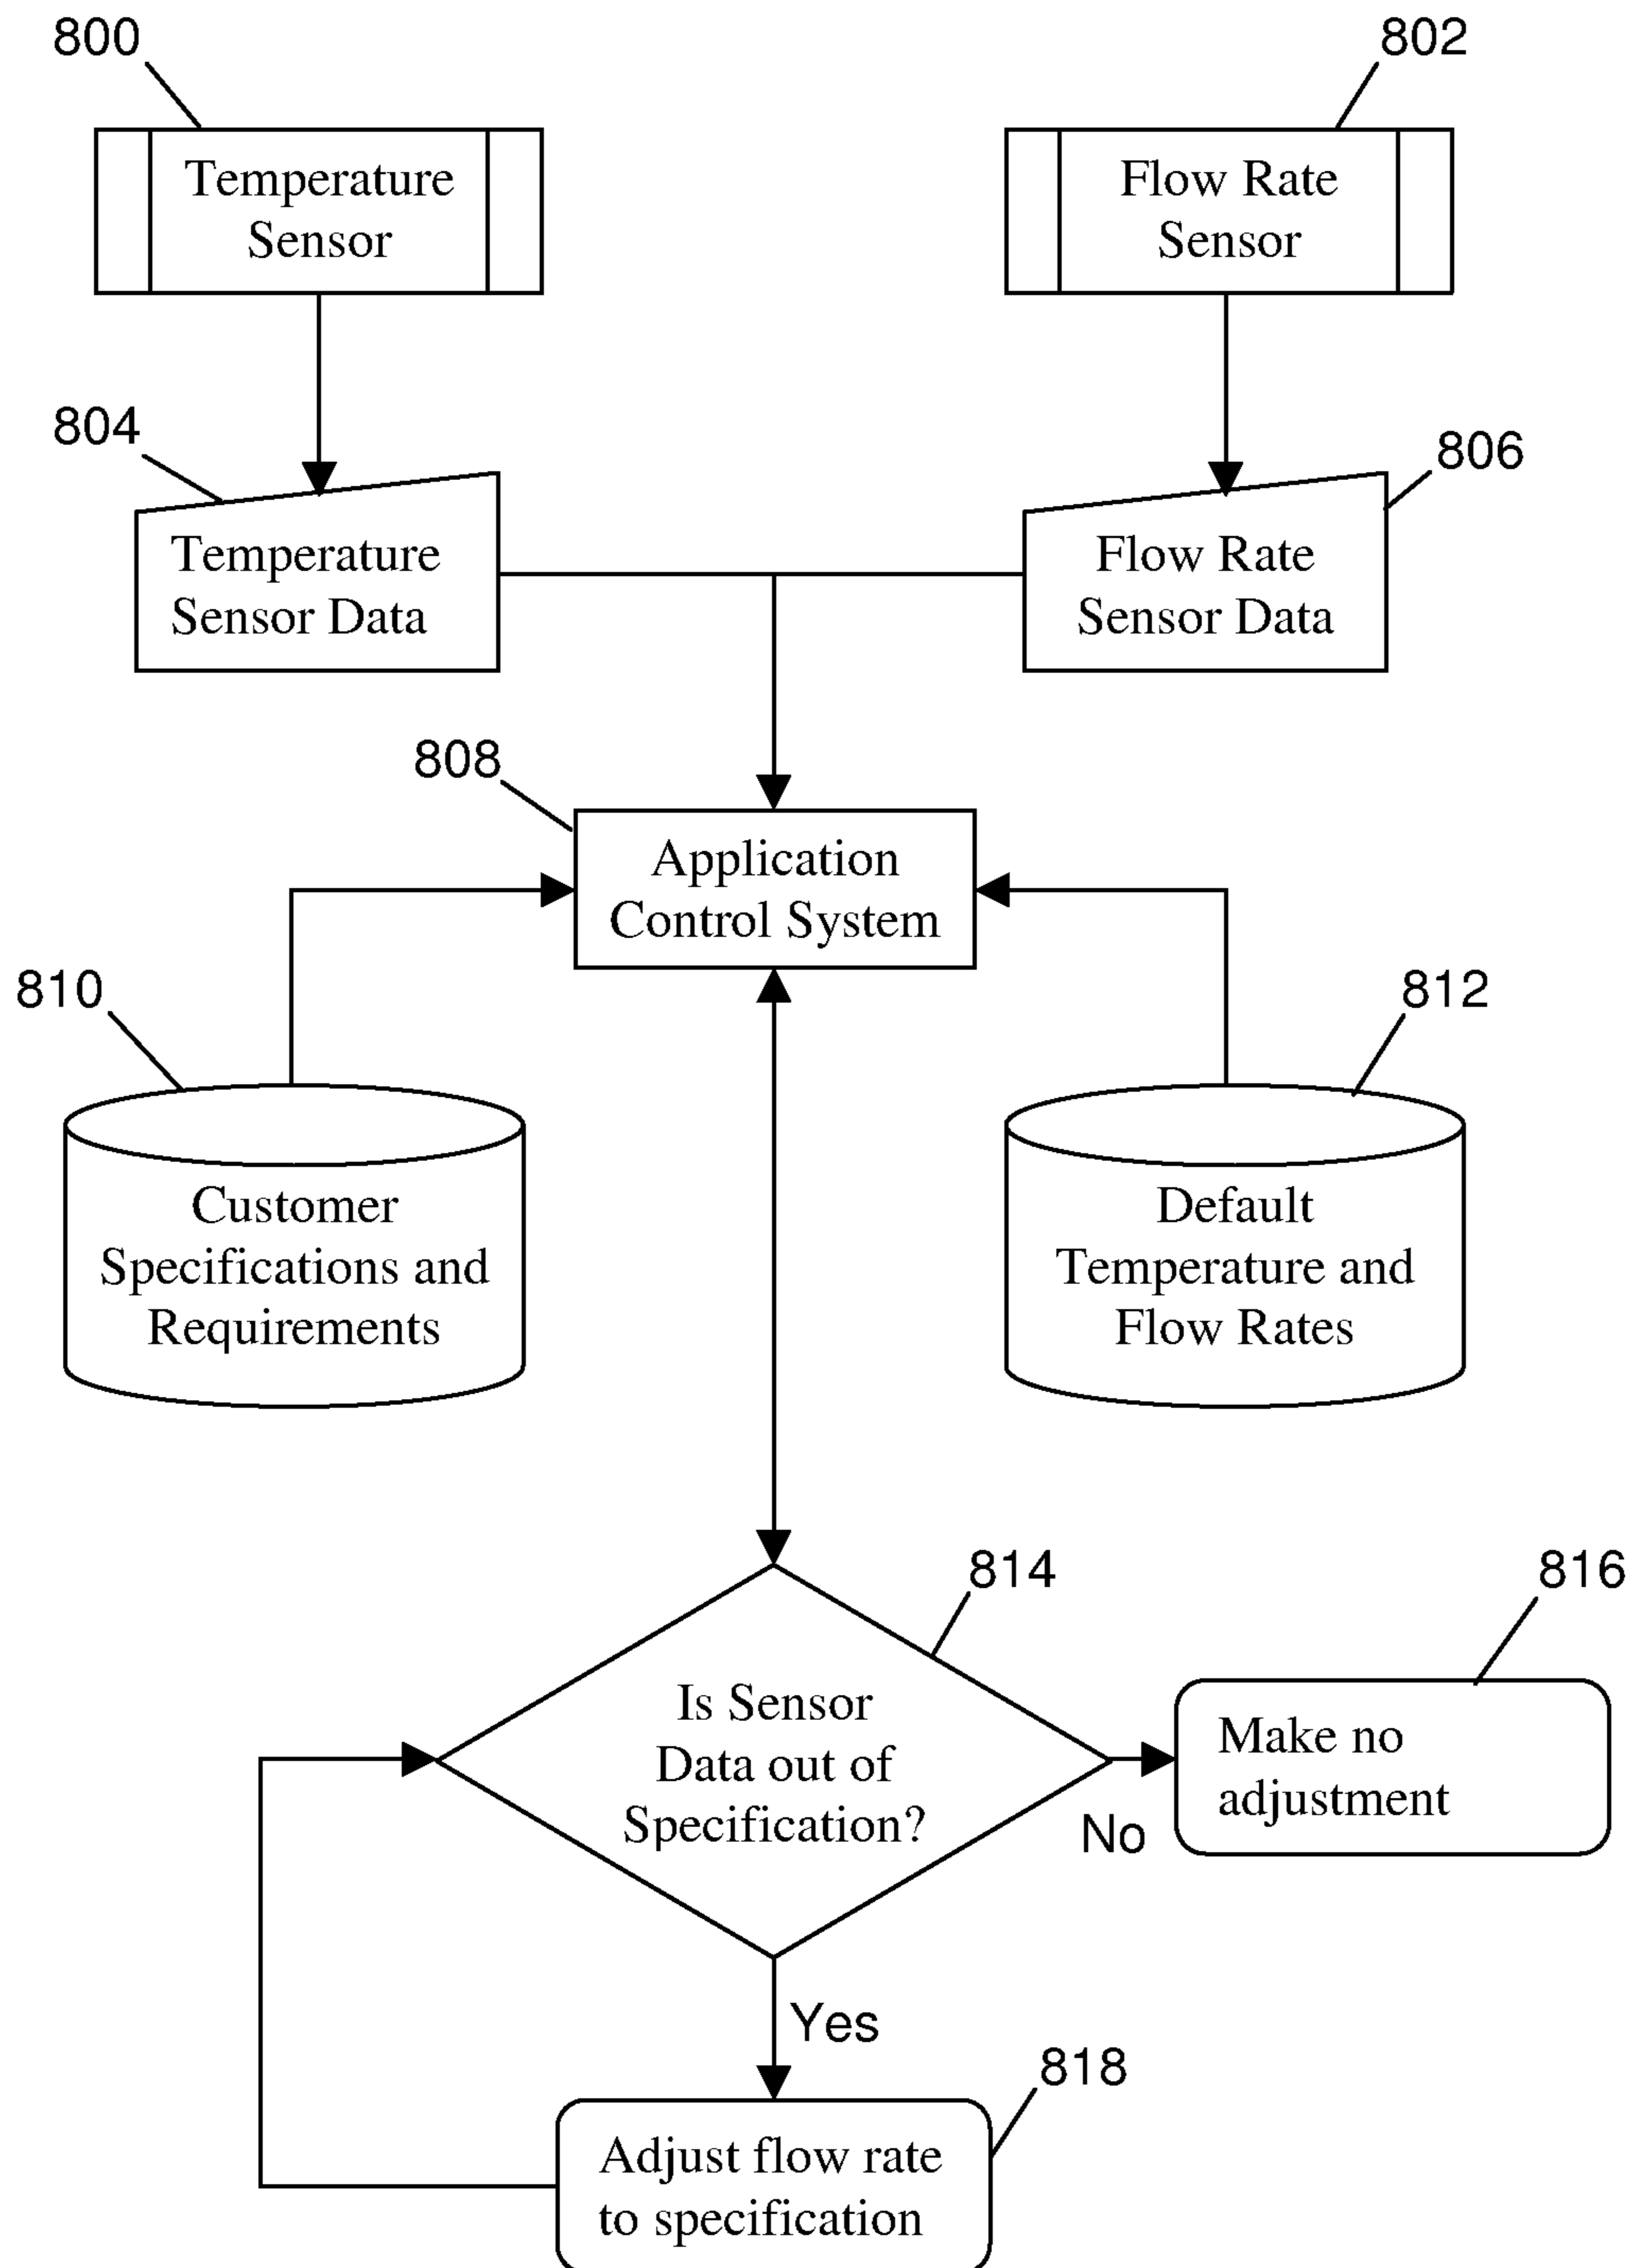 800
802
Temperature
Sensor
Flow Rate
Sensor
804
806
Temperature
Sensor Data
Flow Rate
Sensor Data
808
Application
Control System
810
812
Customer
Specifications and
Requirements
Default
Temperature and
Flow Rates
814
816
Is Sensor
Data out of
Specification?
Make no
adjustment
No
Yes
818
Adjust flow rate
to specification